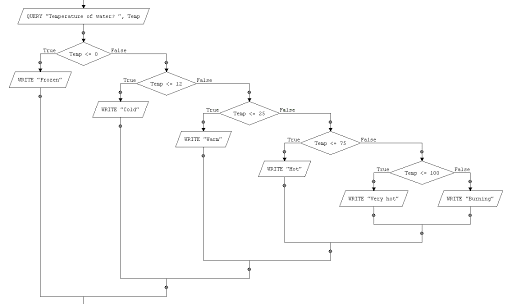 QUERY "Temperature of water? ", Temp
True
Temp <= 0
False
WRITE "Frozen"
True
Temp <= 12
False
WRITE "Cold"
True
Temp <= 25
False
WRITE "Warm"
True
Temp <= 75
False
WRITE "Hot"
True
Temp <= 100
False
WRITE "Very hot"
WRITE "Burning"